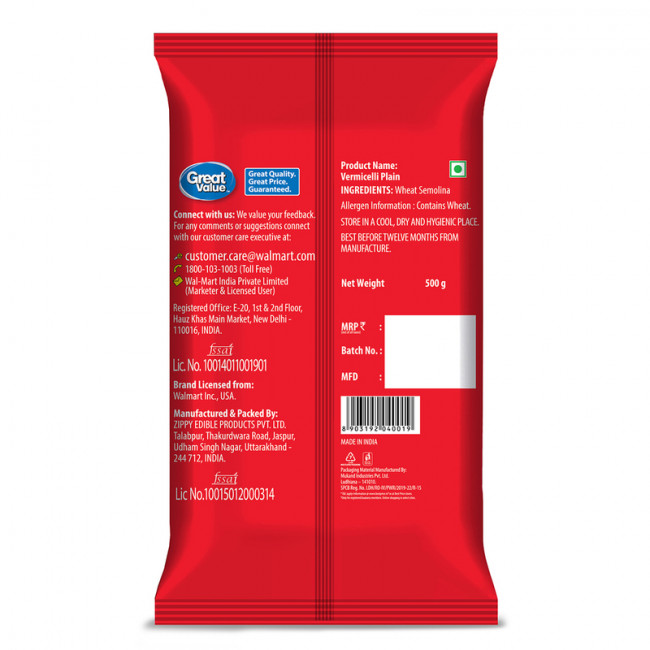 Great Value
Great Quality.
Great Price.
Guaranteed.
Connect with us: We value your feedback.
For any comments or suggestions connect
with our customer care executive at:
customer.care@walmart.com
1800-103-1003 (Toll Free)
Wal-Mart India Private Limited
(Marketer & Licensed User)
Registered Office: E-20, 1st & 2nd Floor,
Hauz Khas Main Market, New Delhi -
110016, INDIA.
fssai
Lic. No. 10014011001901
Brand Licensed from:
Walmart Inc., USA.
Manufactured & Packed By:
ZIPPY EDIBLE PRODUCTS PVT. LTD.
Talabpur, Thakurdwara Road, Jaspur,
Udham Singh Nagar, Uttarakhand -
244 712, INDIA.
fssai
Lic No.10015012000314
Product Name:
Vermicelli Plain
INGREDIENTS: Wheat Semolina
Allergen Information : Contains Wheat.
STORE IN A COOL, DRY AND HYGIENIC PLACE.
BEST BEFORE TWELVE MONTHS FROM
MANUFACTURE.
Net Weight 500 g
MRP ₹ :
Batch No. :
MFD :
8 903192 040019
MADE IN INDIA
Packaging Material Manufactured By:
Mukand Industries Pvt. Ltd.
Ludhiana – 141010.